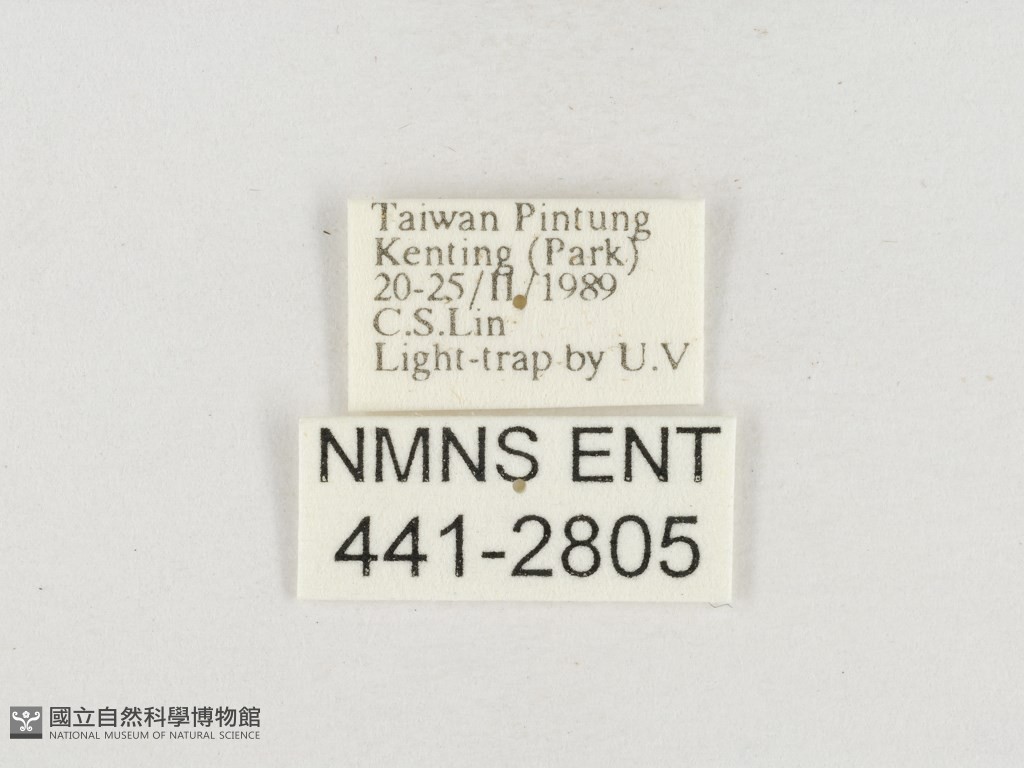 Taiwan Pintung
Kenting (Park)
20-25/II/1989
C.S.Lin
Light-trap by U.V
NMNS ENT
441-2805
國立自然科學博物館
NATIONAL MUSEUM OF NATURAL SCIENCE